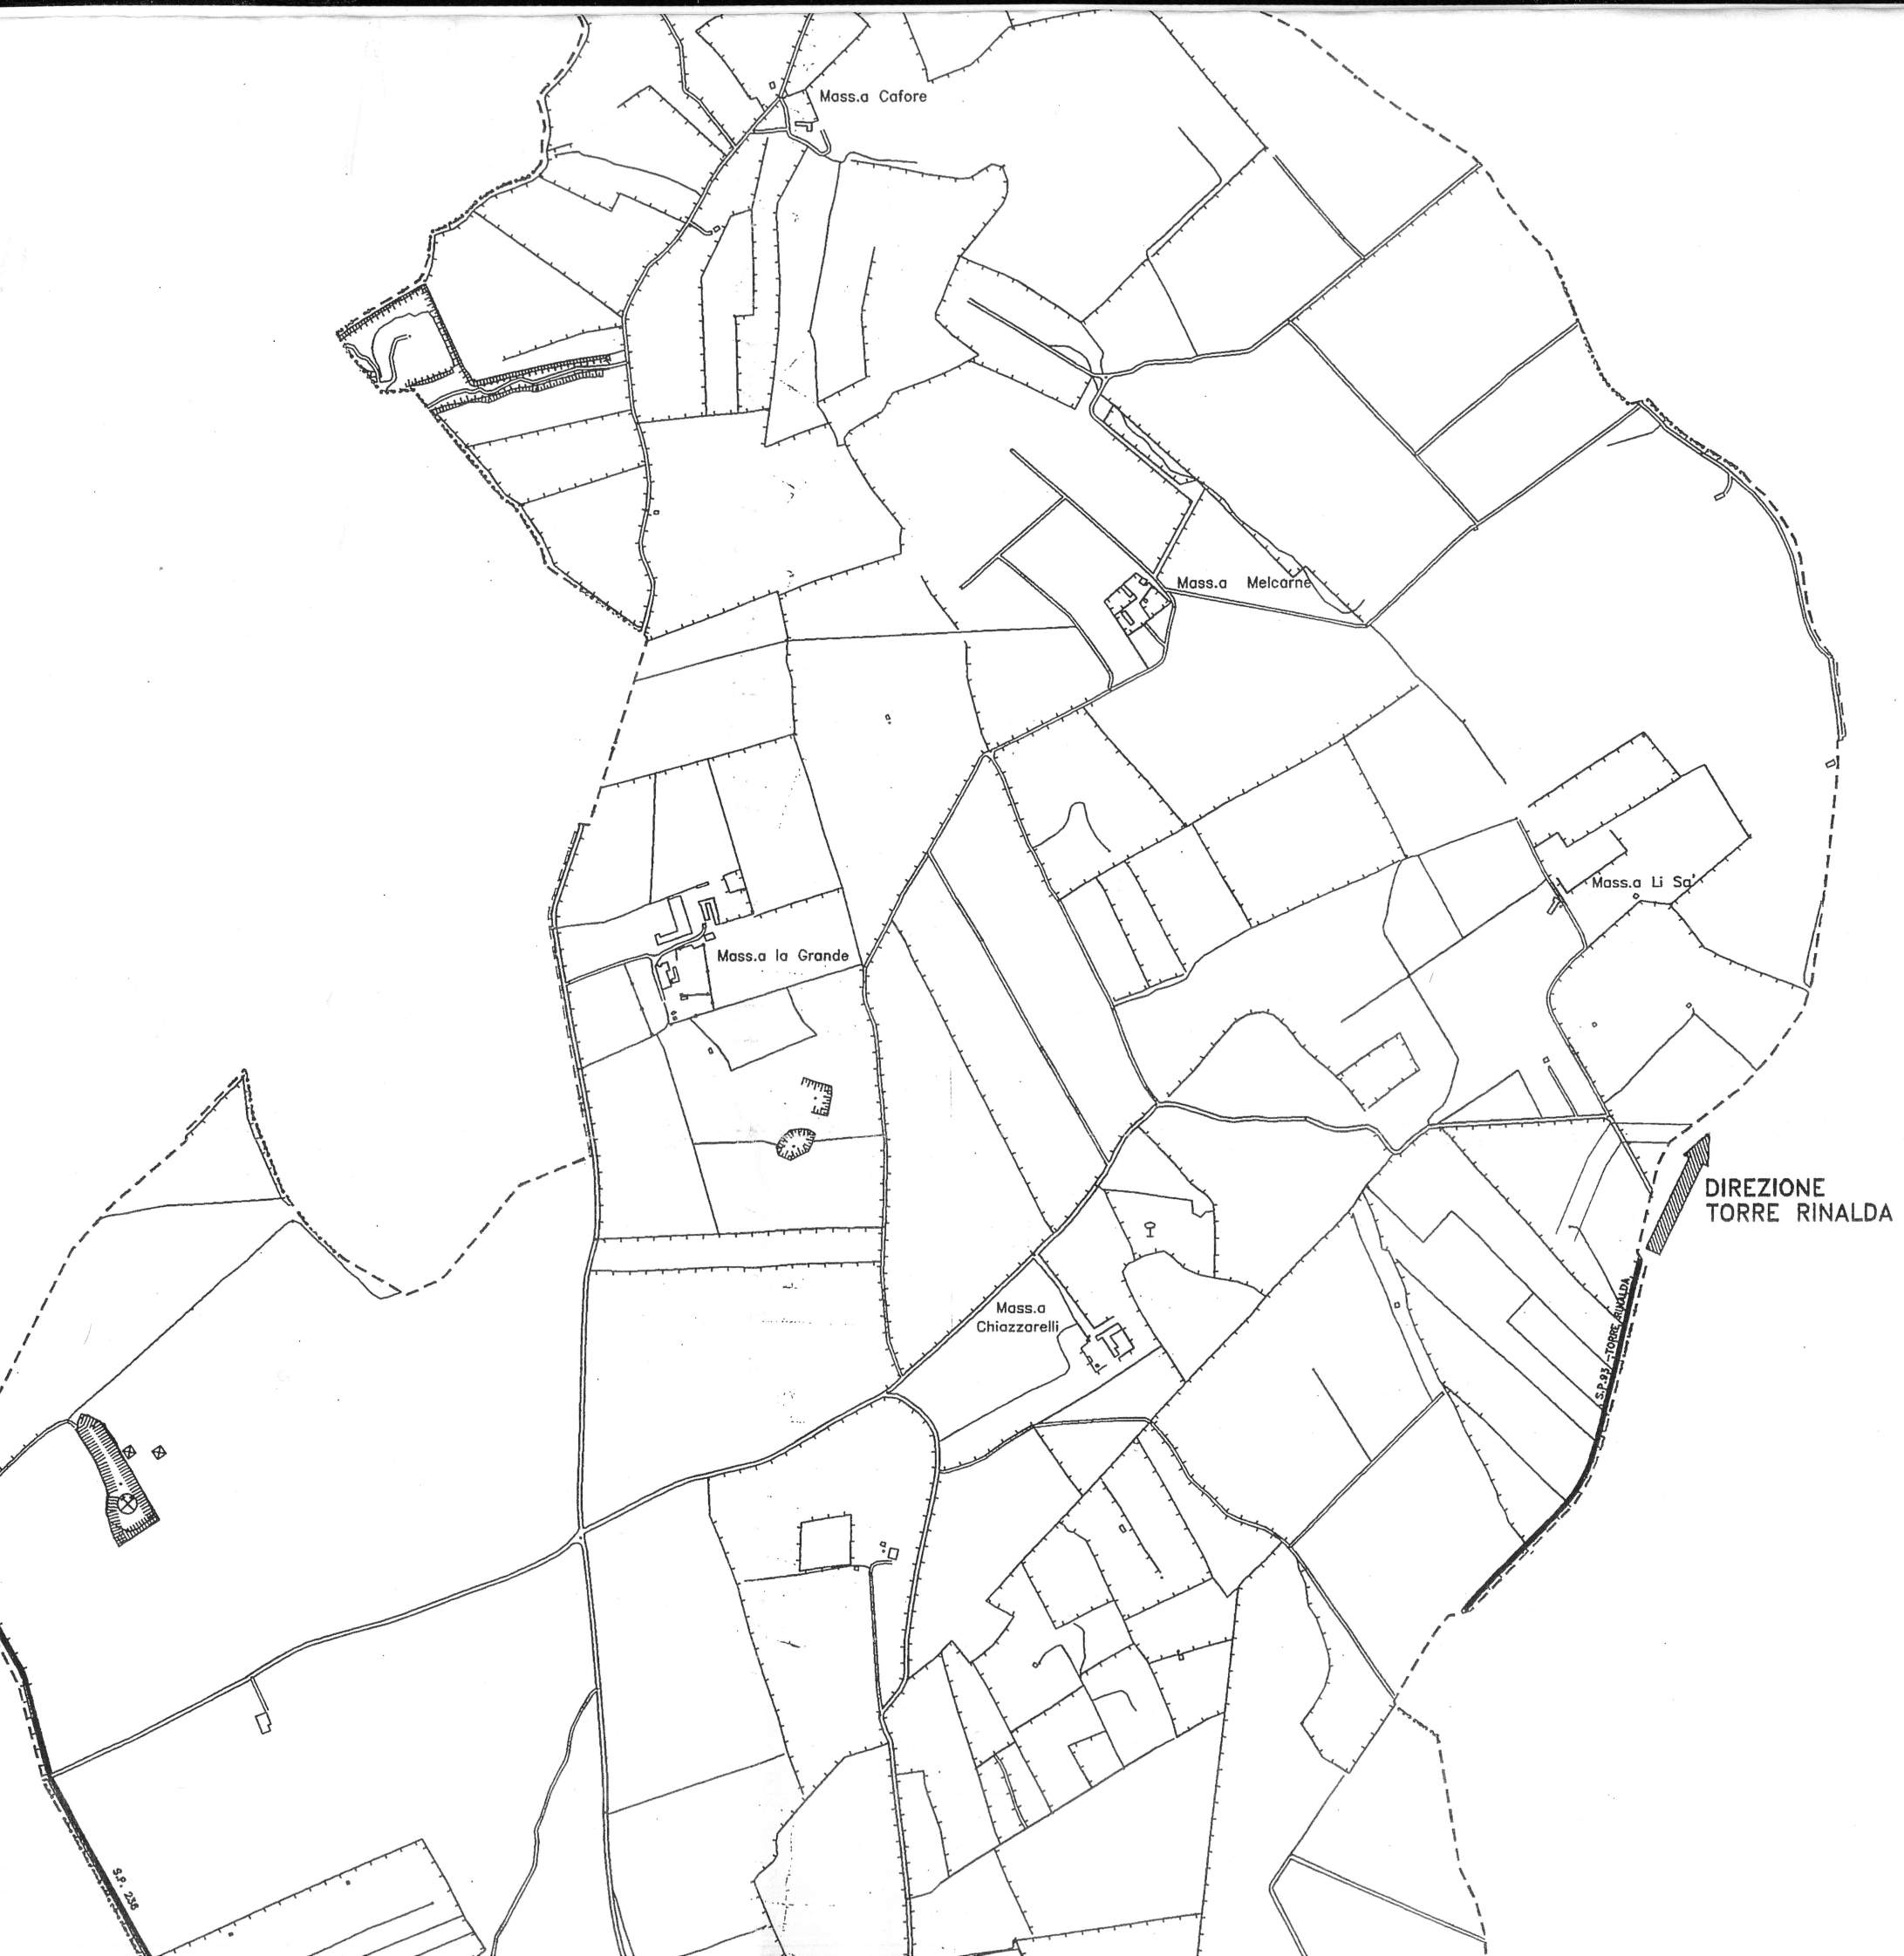 Mass.a Cafore
Mass.a Melcarne
Mass.a Li Sa'
Mass.a la Grande
DIREZIONE
TORRE RINALDA
Mass.a
Chiazzarelli
S.P.93 -TORRE RINALDA
S.P. 236